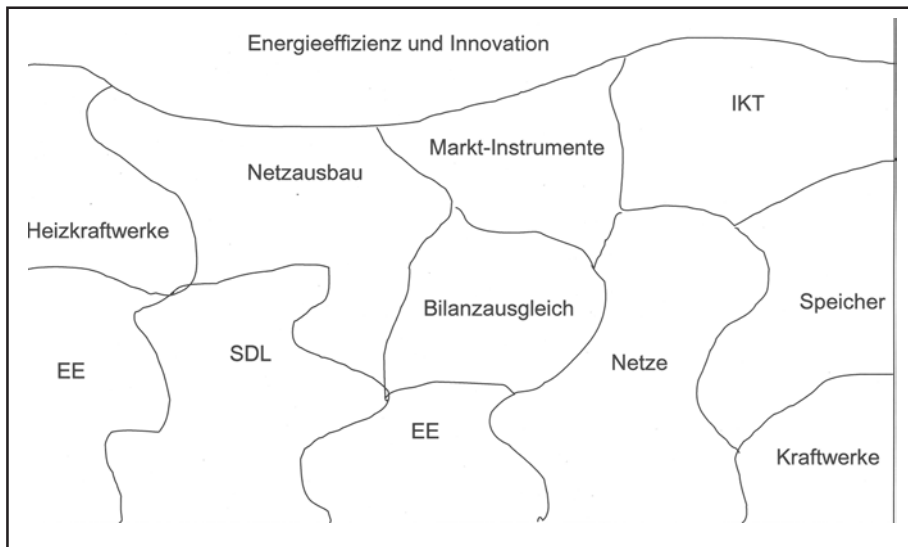 Energieeffizienz und Innovation
IKT
Markt-Instrumente
Netzausbau
Heizkraftwerke
Bilanzausgleich
Speicher
SDL
Netze
EE
EE
Kraftwerke